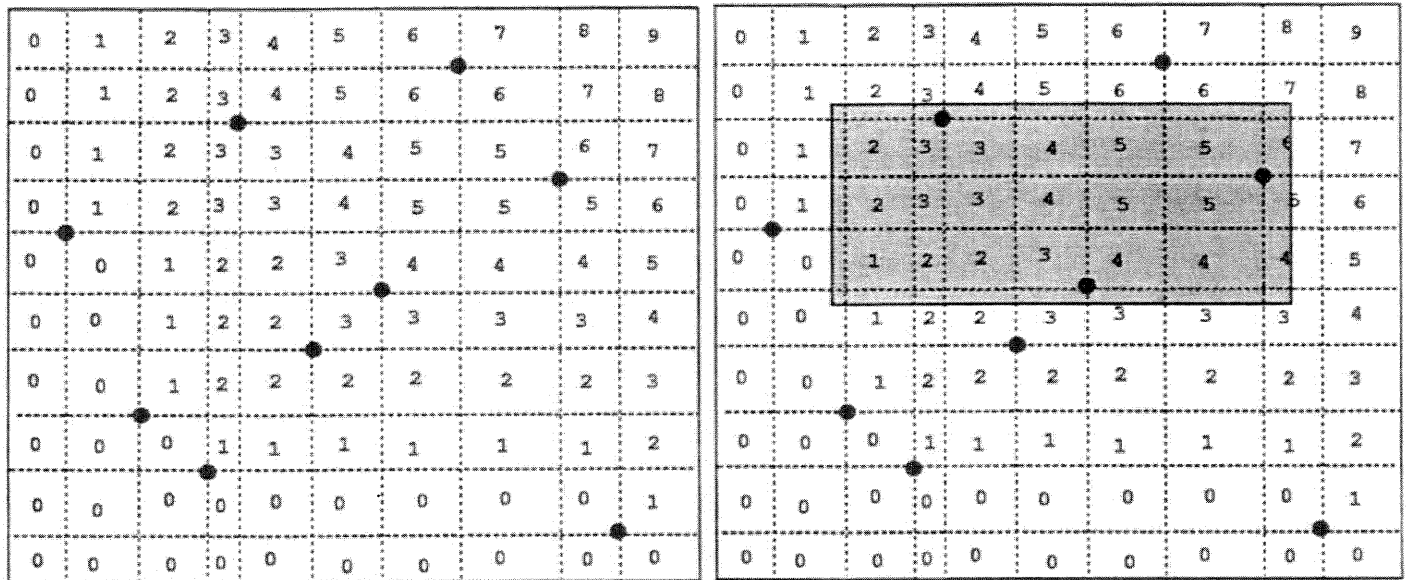 0 1 2 3 4 5 6 7 8 9 0 1 2 3 4 5 6 7 8 9
0 1 2 3 4 5 6 6 7 8 0 1 2 3 4 5 6 6 7 8
0 1 2 3 3 4 5 5 6 7 0 1 2 3 3 4 5 5 6 7
0 1 2 3 3 4 5 5 5 6 0 1 2 3 3 4 5 5 5 6
0 0 1 2 2 3 4 4 4 5 0 0 1 2 2 3 4 4 4 5
0 0 1 2 2 3 3 3 3 4 0 0 1 2 2 3 3 3 3 4
0 0 1 2 2 2 2 2 2 3 0 0 1 2 2 2 2 2 2 3
0 0 0 1 1 1 1 1 1 2 0 0 0 1 1 1 1 1 1 2
0 0 0 0 0 0 0 0 0 1 0 0 0 0 0 0 0 0 0 1
0 0 0 0 0 0 0 0 0 0 0 0 0 0 0 0 0 0 0 0